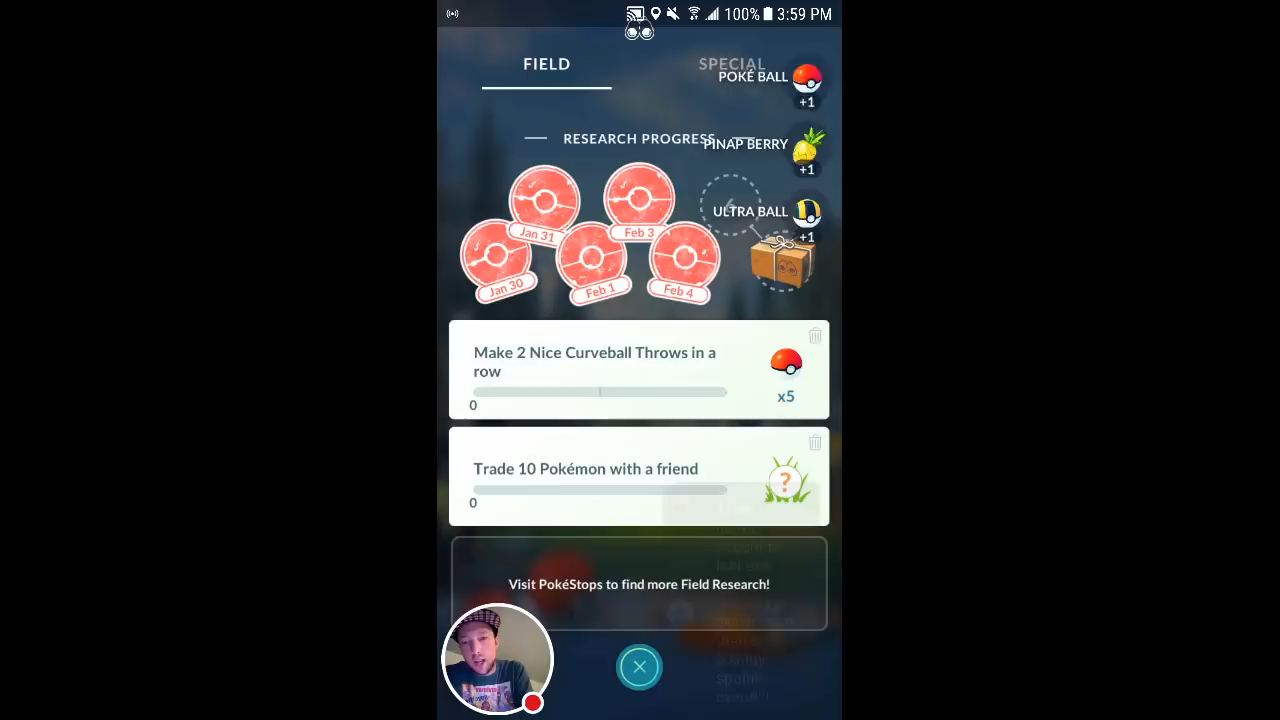 100% 3:59 PM
FIELD
SPECIAL
POKÉ BALL
+1
RESEARCH PROGRESS
PINAP BERRY
+1
ULTRA BALL
+1
Jan 31
Feb 3
Jan 30
Feb 1
Feb 4
Make 2 Nice Curveball Throws in a
row
0
x5
Trade 10 Pokémon with a friend
0
?
Visit PokéStops to find more Field Research!